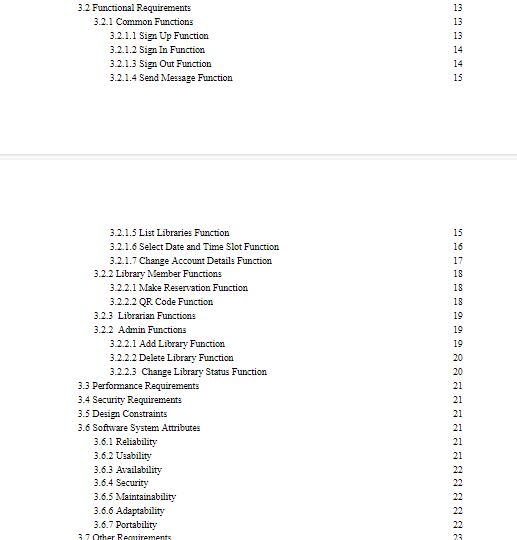 3.2 Functional Requirements 13
3.2.1 Common Functions 13
3.2.1.1 Sign Up Function 13
3.2.1.2 Sign In Function 14
3.2.1.3 Sign Out Function 14
3.2.1.4 Send Message Function 15
3.2.1.5 List Libraries Function 15
3.2.1.6 Select Date and Time Slot Function 16
3.2.1.7 Change Account Details Function 17
3.2.2 Library Member Functions 18
3.2.2.1 Make Reservation Function 18
3.2.2.2 QR Code Function 18
3.2.3 Librarian Functions 19
3.2.2 Admin Functions 19
3.2.2.1 Add Library Function 19
3.2.2.2 Delete Library Function 20
3.2.2.3 Change Library Status Function 20
3.3 Performance Requirements 21
3.4 Security Requirements 21
3.5 Design Constraints 21
3.6 Software System Attributes 21
3.6.1 Reliability 21
3.6.2 Usability 21
3.6.3 Availability 22
3.6.4 Security 22
3.6.5 Maintainability 22
3.6.6 Adaptability 22
3.6.7 Portability 22
3.7 Other Requirements 23